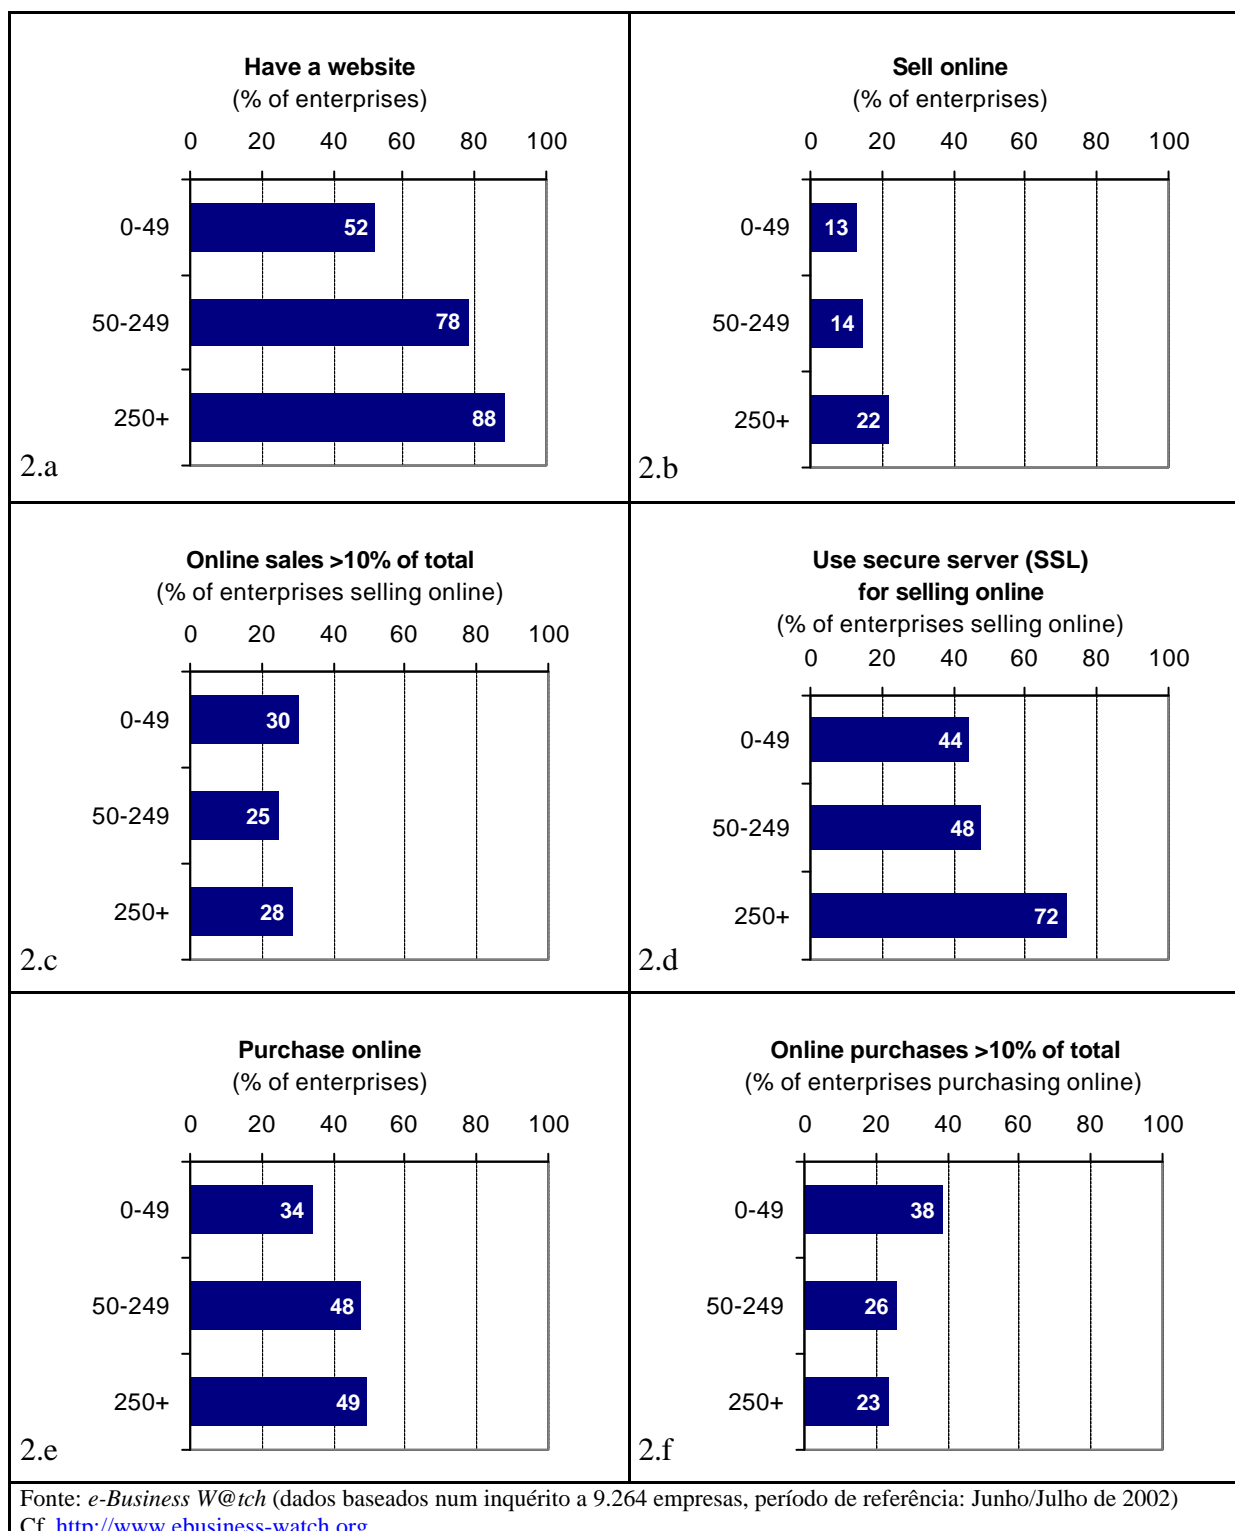 Have a website
(% of enterprises)
0 20 40 60 80 100
0-49 52
50-249 78
250+ 88
2.a
Sell online
(% of enterprises)
0 20 40 60 80 100
0-49 13
50-249 14
250+ 22
2.b
Online sales >10% of total
(% of enterprises selling online)
0 20 40 60 80 100
0-49 30
50-249 25
250+ 28
2.c
Use secure server (SSL)
for selling online
(% of enterprises selling online)
0 20 40 60 80 100
0-49 44
50-249 48
250+ 72
2.d
Purchase online
(% of enterprises)
0 20 40 60 80 100
0-49 34
50-249 48
250+ 49
2.e
Online purchases >10% of total
(% of enterprises purchasing online)
0 20 40 60 80 100
0-49 38
50-249 26
250+ 23
2.f
Fonte: e-Business W@tch (dados baseados num inquérito a 9.264 empresas, período de referência: Junho/Julho de 2002)
Cf. http://www.ebusiness-watch.org